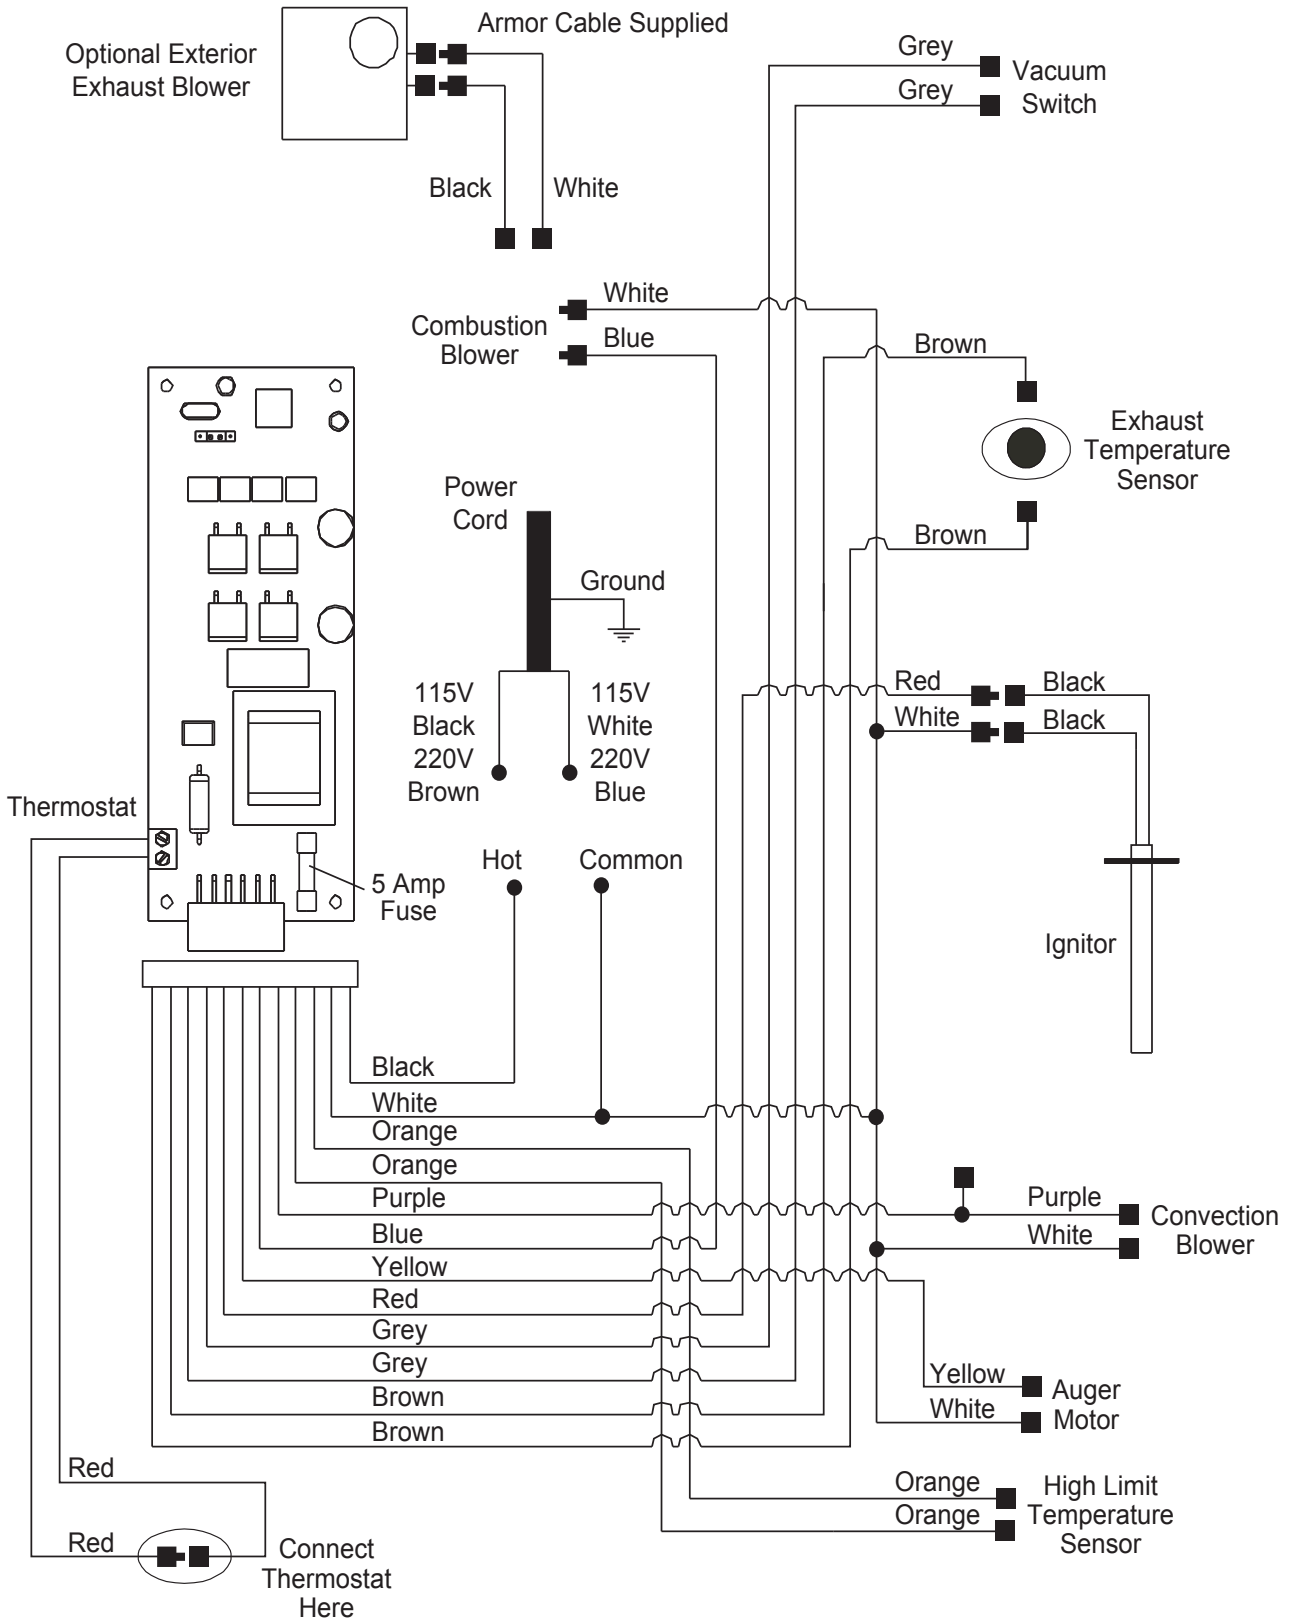 Armor Cable Supplied
Optional Exterior
Exhaust Blower
Grey
Vacuum
Grey
Switch
Black
White
White
Combustion
Blower
Blue
Brown
Exhaust
Temperature
Sensor
Power
Cord
Brown
Ground
115V
Black
220V
Brown
115V
White
220V
Blue
Red
Black
White
Black
Thermostat
Hot
Common
5 Amp
Fuse
Ignitor
Black
White
Orange
Orange
Purple
Purple
Convection
Blower
White
Blue
Yellow
Red
Grey
Grey
Brown
Brown
Yellow
Auger
Motor
White
Red
Orange
High Limit
Temperature
Sensor
Orange
Red
Connect
Thermostat
Here